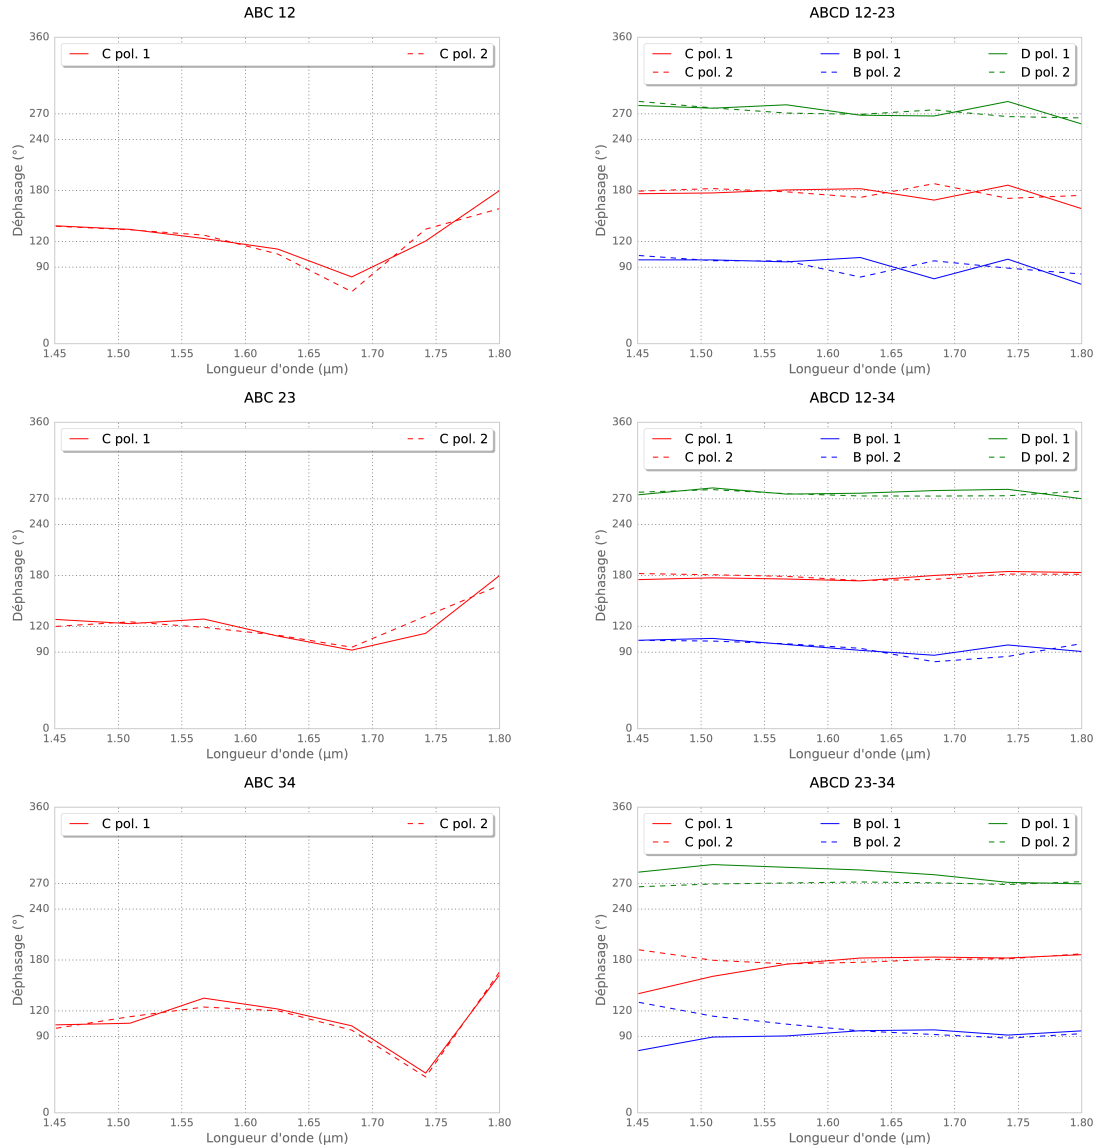 ABC 12
C pol. 1 C pol. 2
360
270
240
180
120
90
0
Déphasage (°)
1.45 1.50 1.55 1.60 1.65 1.70 1.75 1.80
Longueur d'onde (μm)
ABCD 12-23
C pol. 1 B pol. 1 D pol. 1
C pol. 2 B pol. 2 D pol. 2
360
270
240
180
120
90
0
Déphasage (°)
1.45 1.50 1.55 1.60 1.65 1.70 1.75 1.80
Longueur d'onde (μm)
ABC 23
C pol. 1 C pol. 2
360
270
240
180
120
90
0
Déphasage (°)
1.45 1.50 1.55 1.60 1.65 1.70 1.75 1.80
Longueur d'onde (μm)
ABCD 12-34
C pol. 1 B pol. 1 D pol. 1
C pol. 2 B pol. 2 D pol. 2
360
270
240
180
120
90
0
Déphasage (°)
1.45 1.50 1.55 1.60 1.65 1.70 1.75 1.80
Longueur d'onde (μm)
ABC 34
C pol. 1 C pol. 2
360
270
240
180
120
90
0
Déphasage (°)
1.45 1.50 1.55 1.60 1.65 1.70 1.75 1.80
Longueur d'onde (μm)
ABCD 23-34
C pol. 1 B pol. 1 D pol. 1
C pol. 2 B pol. 2 D pol. 2
360
270
240
180
120
90
0
Déphasage (°)
1.45 1.50 1.55 1.60 1.65 1.70 1.75 1.80
Longueur d'onde (μm)